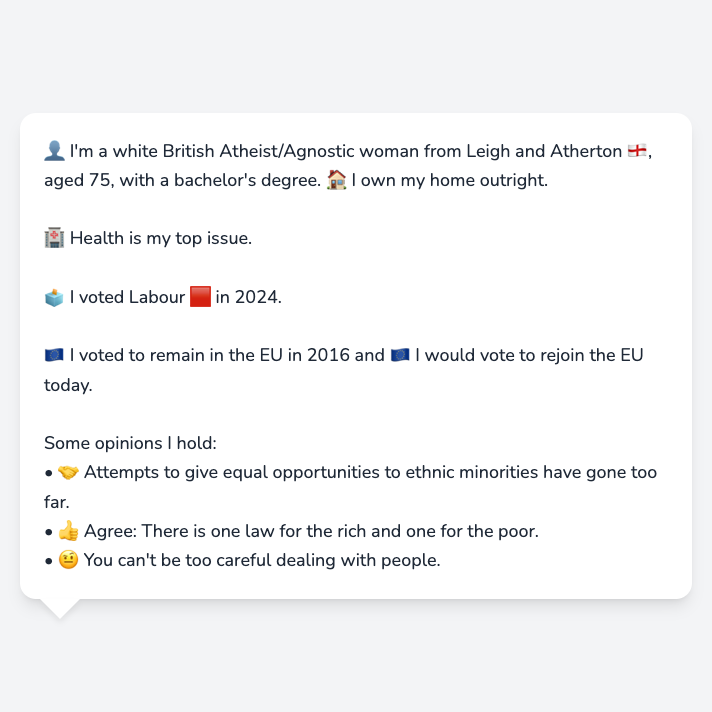 👤 I'm a white British Atheist/Agnostic woman from Leigh and Atherton 🏴󠁧󠁢󠁥󠁮󠁧󠁿,
aged 75, with a bachelor's degree. 🏠 I own my home outright.
🏥 Health is my top issue.
🗳️ I voted Labour 🟥 in 2024.
🇪🇺 I voted to remain in the EU in 2016 and 🇪🇺 I would vote to rejoin the EU
today.
Some opinions I hold:
• 🤝 Attempts to give equal opportunities to ethnic minorities have gone too
far.
• 👍 Agree: There is one law for the rich and one for the poor.
• 🤨 You can't be too careful dealing with people.